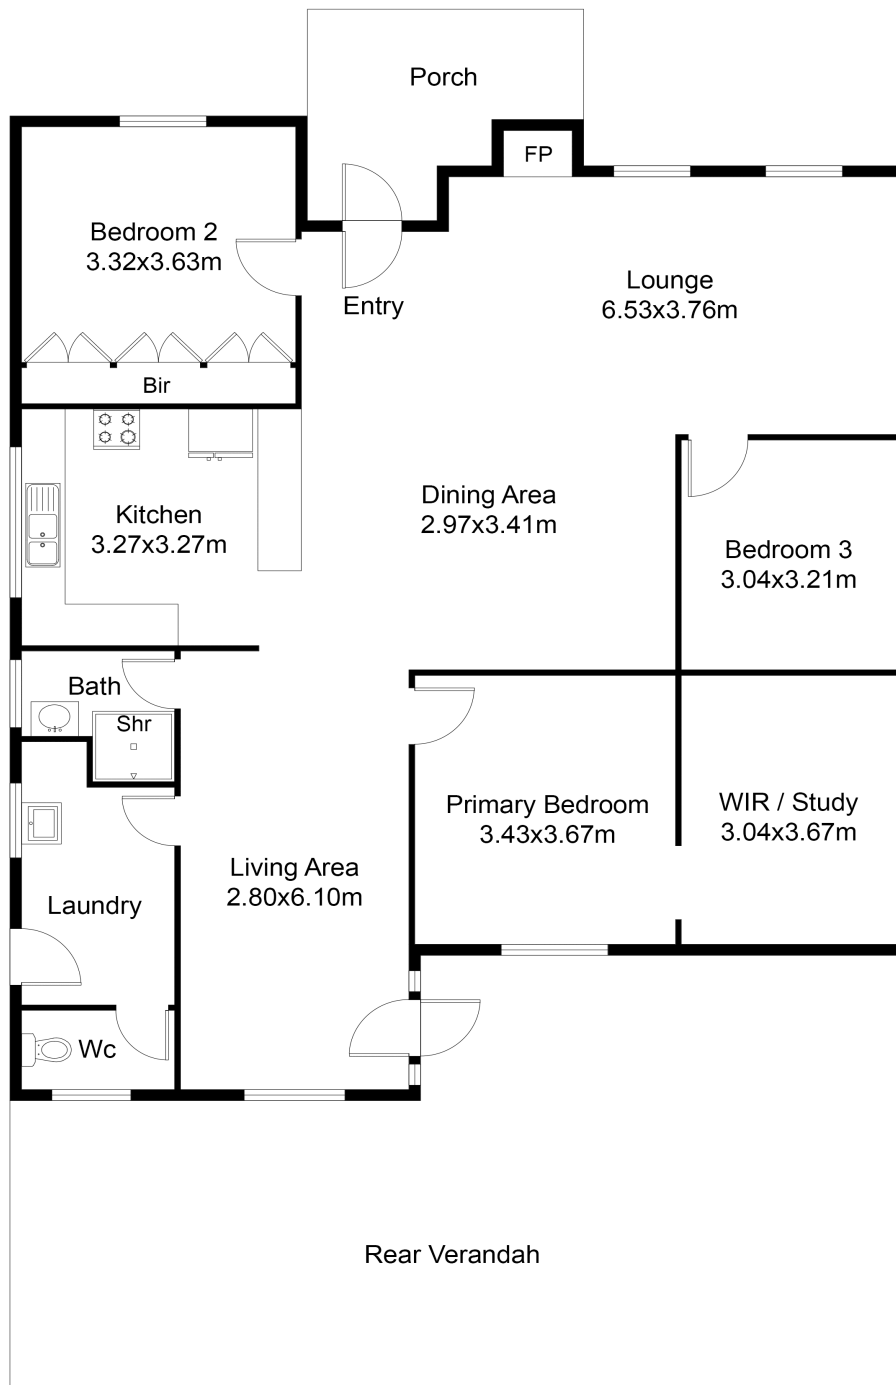 Porch
FP
Bedroom 2
3.32x3.63m
Entry
Lounge
6.53x3.76m
Bir
Kitchen
3.27x3.27m
Dining Area
2.97x3.41m
Bedroom 3
3.04x3.21m
Bath
Shr
Primary Bedroom
3.43x3.67m
WIR / Study
3.04x3.67m
Living Area
2.80x6.10m
Laundry
Wc
Rear Verandah